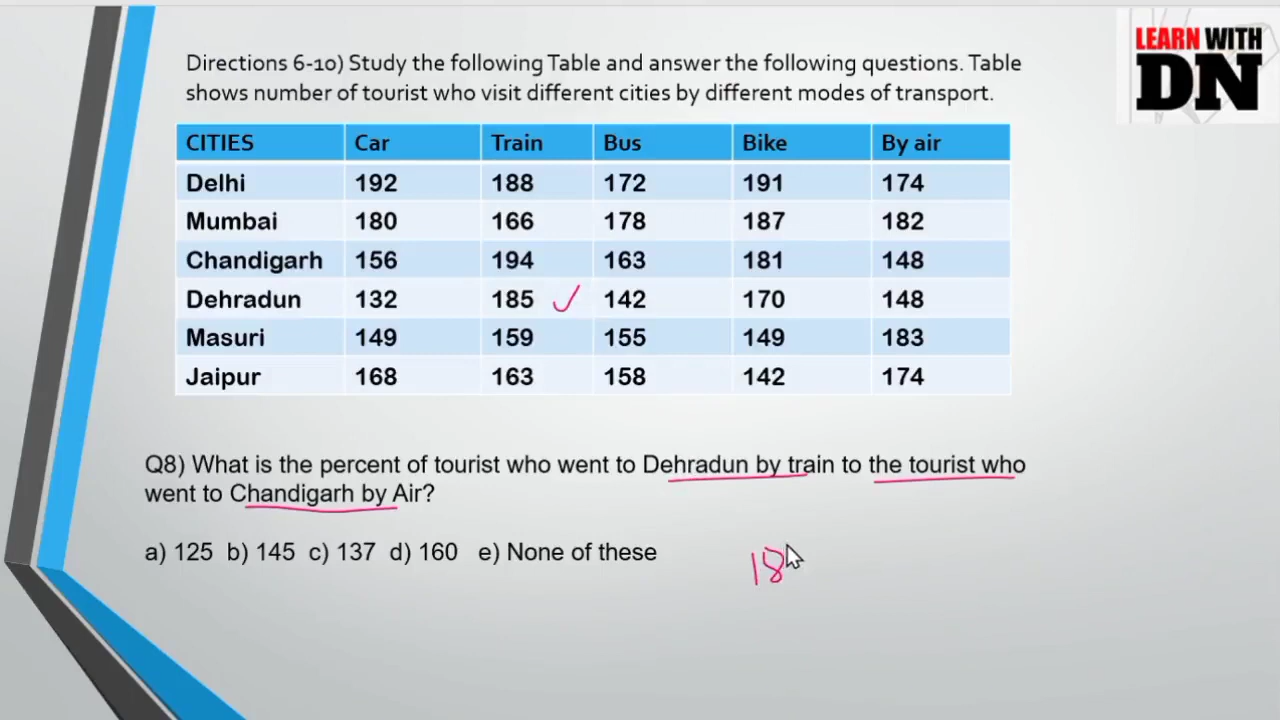 LEARN WITH
DN
Directions 6-10) Study the following Table and answer the following questions. Table
shows number of tourist who visit different cities by different modes of transport.
CITIES Car Train Bus Bike By air
Delhi 192 188 172 191 174
Mumbai 180 166 178 187 182
Chandigarh 156 194 163 181 148
Dehradun 132 185 142 170 148
Masuri 149 159 155 149 183
Jaipur 168 163 158 142 174
Q8) What is the percent of tourist who went to Dehradun by train to the tourist who
went to Chandigarh by Air?
a) 125 b) 145 c) 137 d) 160 e) None of these
18